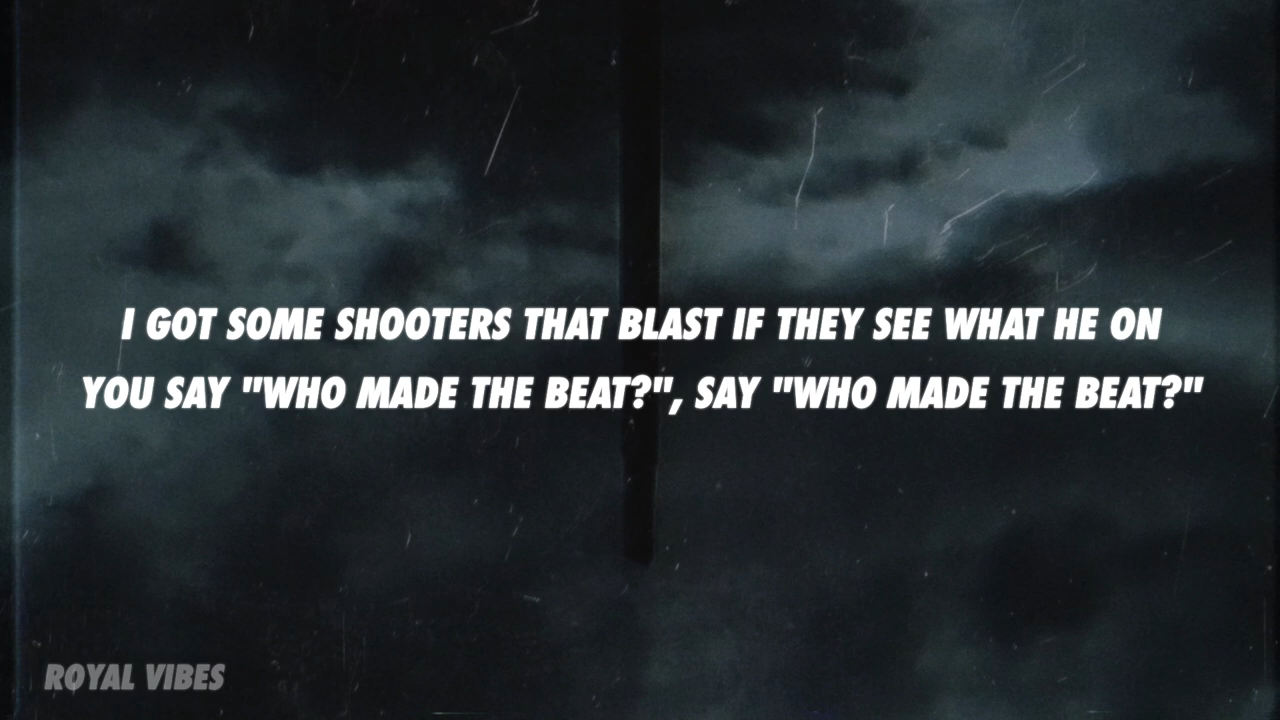 I GOT SOME SHOOTERS THAT BLAST IF THEY SEE WHAT HE ON
YOU SAY "WHO MADE THE BEAT?", SAY "WHO MADE THE BEAT?"
ROYAL VIBES